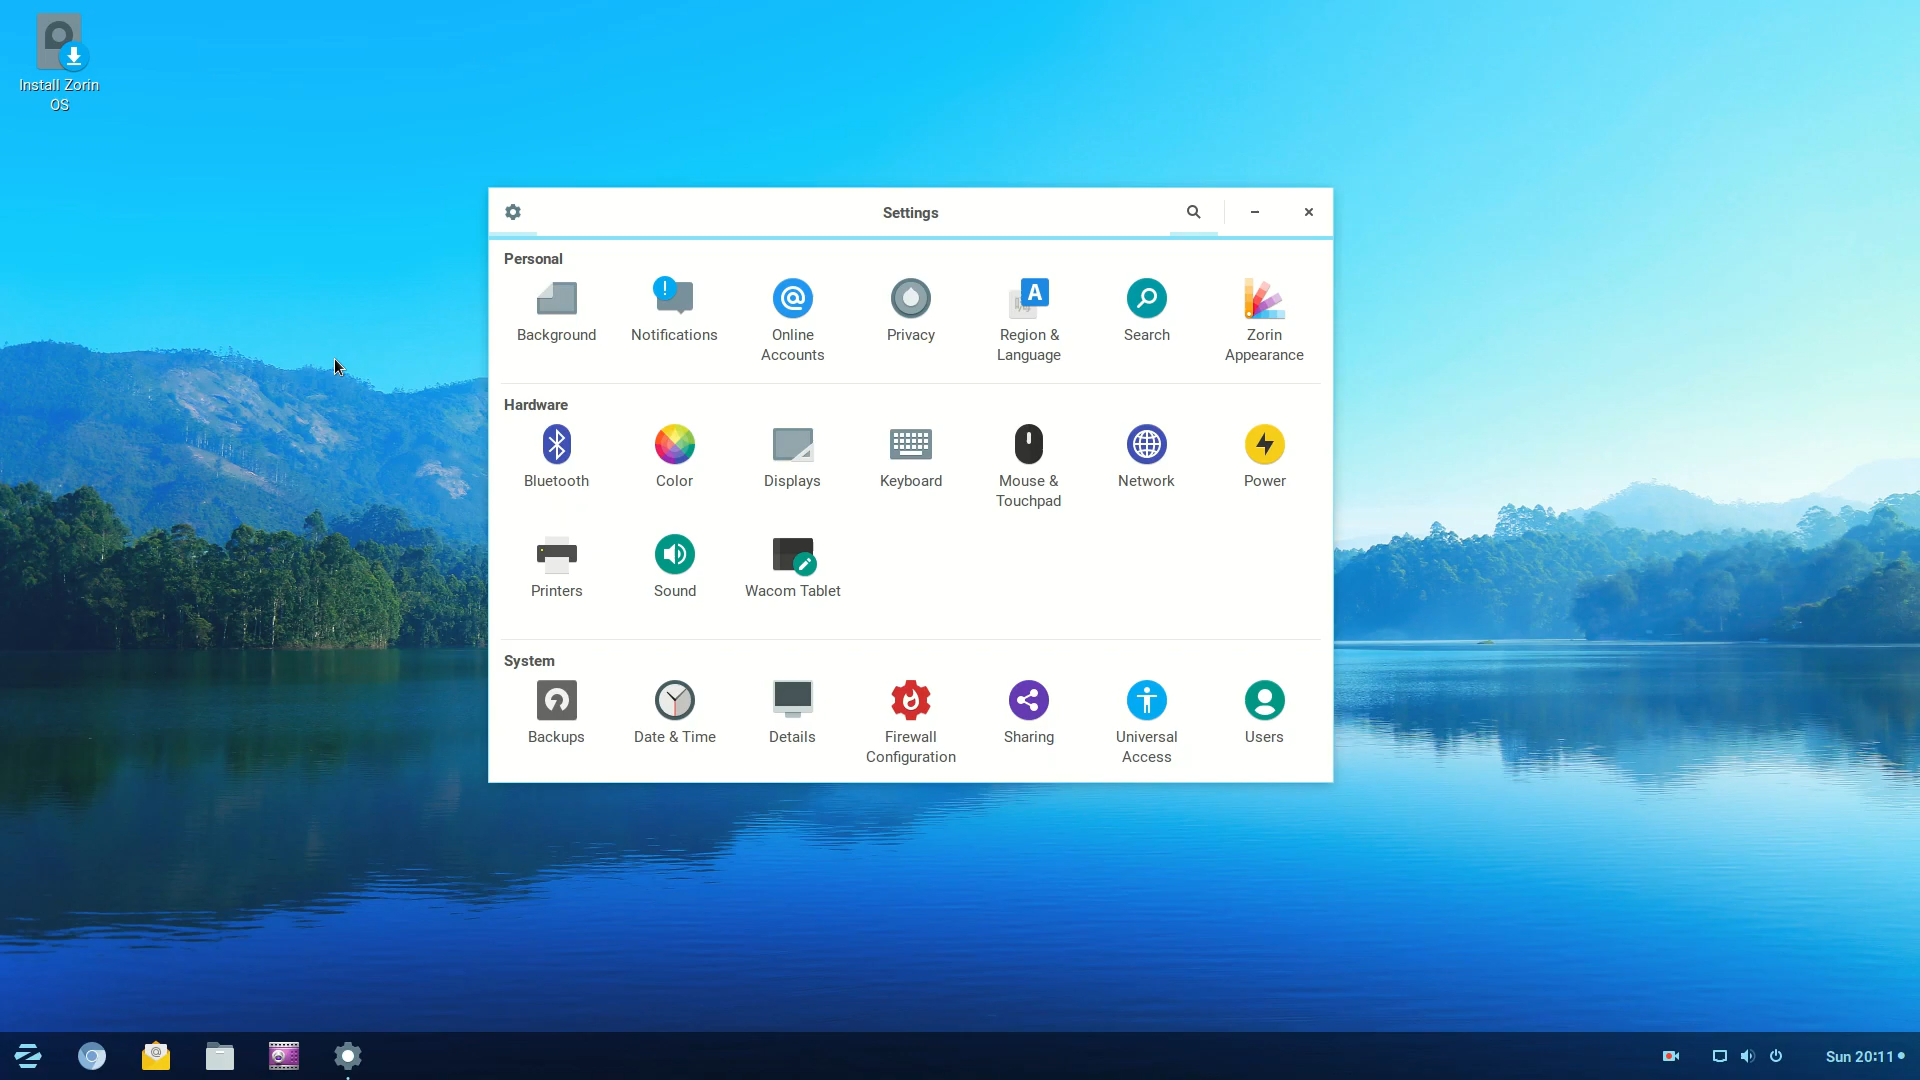 Install Zorin
OS
Settings
Personal
Background
Notifications
Online
Accounts
Privacy
Region &
Language
Search
Zorin
Appearance
Hardware
Bluetooth
Color
Displays
Keyboard
Mouse &
Touchpad
Network
Power
Printers
Sound
Wacom Tablet
System
Backups
Date & Time
Details
Firewall
Configuration
Sharing
Universal
Access
Users
Sun 20:11